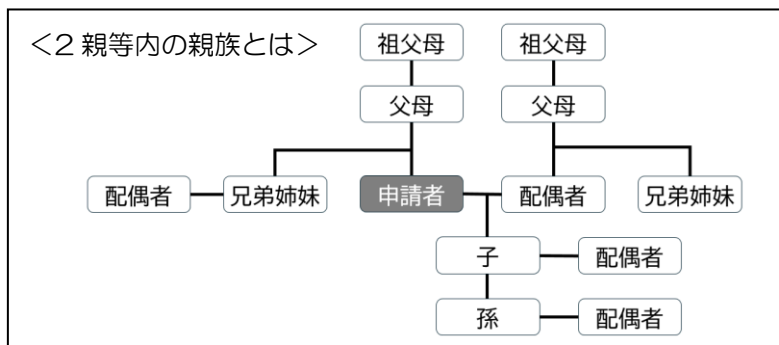 <2親等内の親族とは>
祖父母
祖父母
父母
父母
配偶者
兄弟姉妹
申請者
配偶者
兄弟姉妹
子
配偶者
孫
配偶者